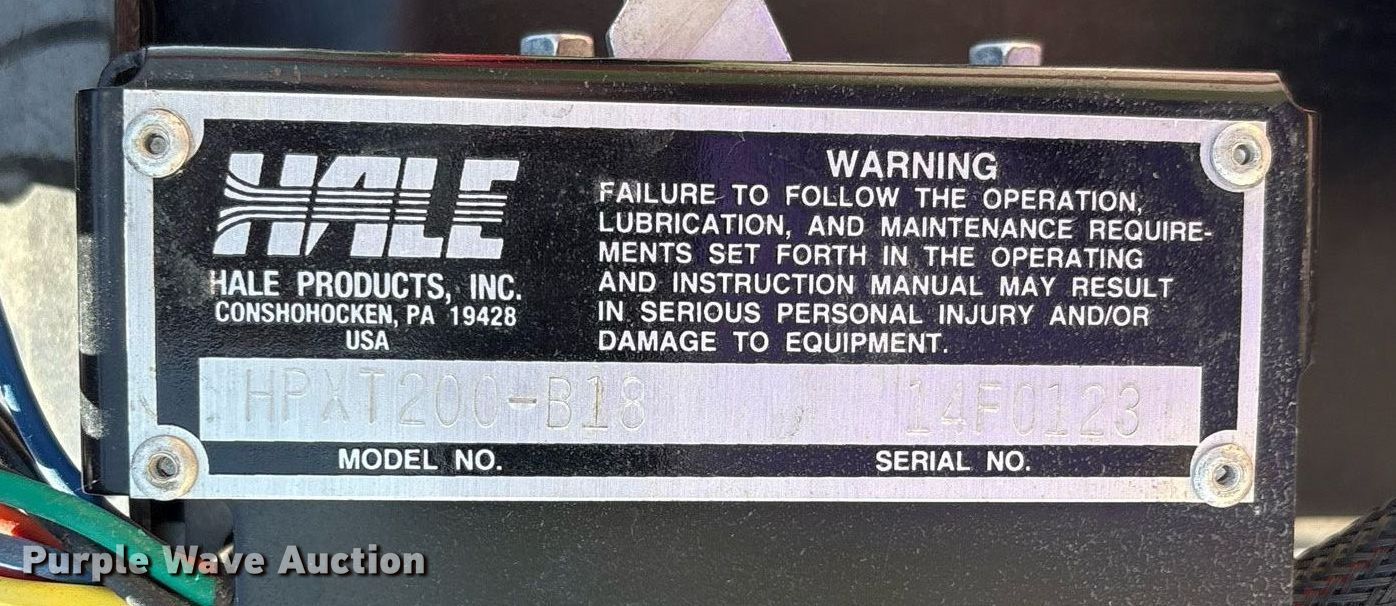 HALE
HALE PRODUCTS, INC.
CONSHOHOCKEN, PA 19428
USA
WARNING
FAILURE TO FOLLOW THE OPERATION,
LUBRICATION, AND MAINTENANCE REQUIRE-
MENTS SET FORTH IN THE OPERATING
AND INSTRUCTION MANUAL MAY RESULT
IN SERIOUS PERSONAL INJURY AND/OR
DAMAGE TO EQUIPMENT.
HPXT200-B18 14F0123
MODEL NO. SERIAL NO.
Purple Wave Auction